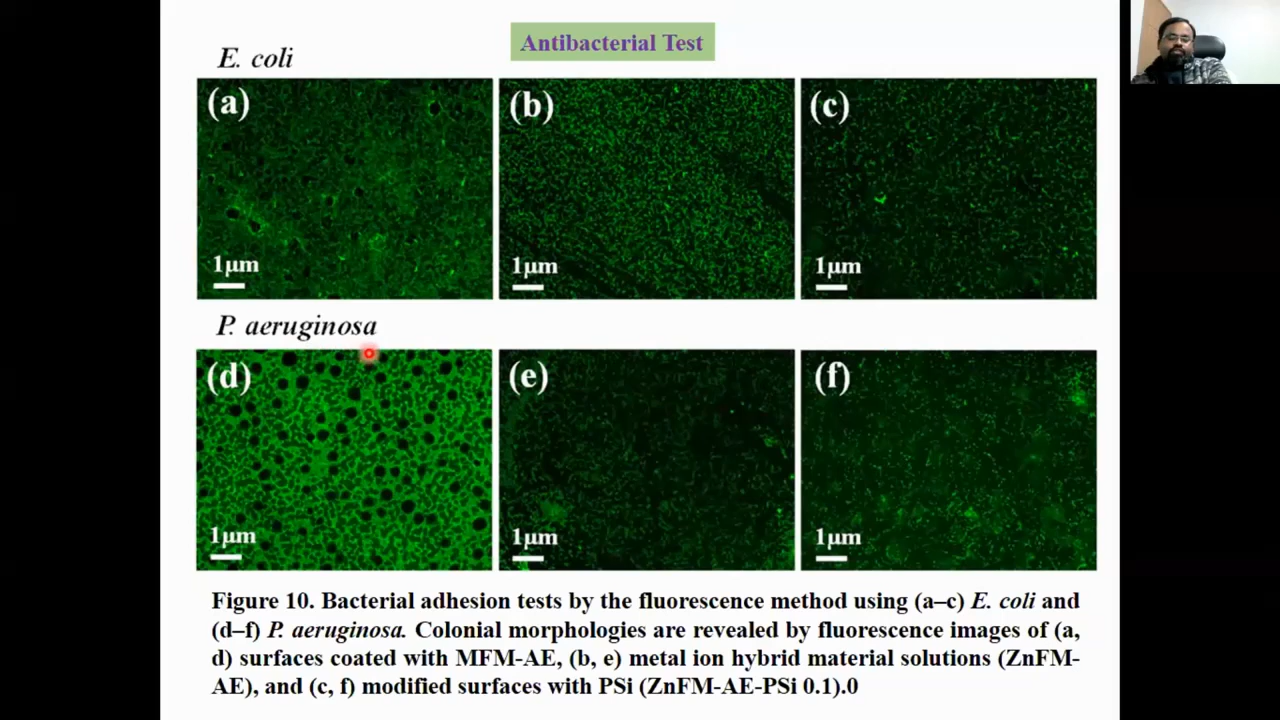 Antibacterial Test
E. coli
(a)
(b)
(c)
1µm
1µm
1µm
P. aeruginosa
(d)
(e)
(f)
1µm
1µm
1µm
Figure 10. Bacterial adhesion tests by the fluorescence method using (a–c) E. coli and
(d–f) P. aeruginosa. Colonial morphologies are revealed by fluorescence images of (a,
d) surfaces coated with MFM-AE, (b, e) metal ion hybrid material solutions (ZnFM-
AE), and (c, f) modified surfaces with PSi (ZnFM-AE-PSi 0.1).0